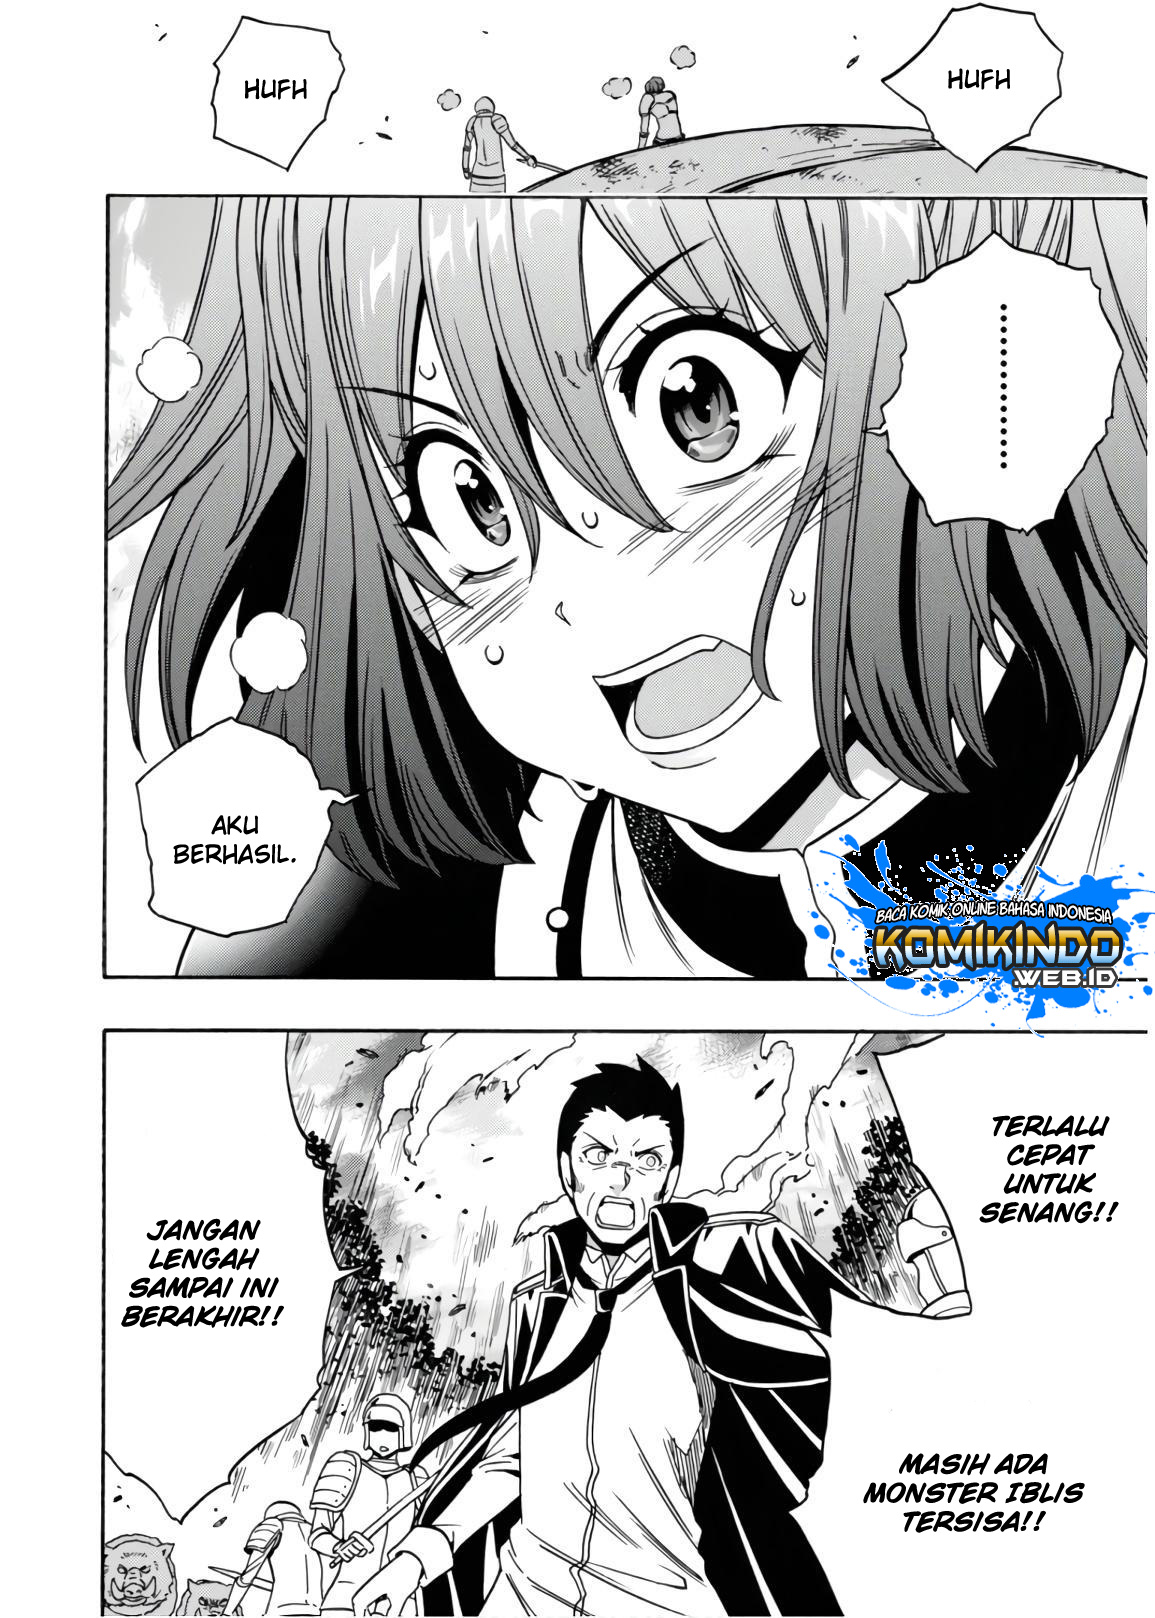 HUFH
HUFH
............
AKU
BERHASIL.
BACA KOMIK ONLINE BAHASA INDONESIA
KOMIKINDO
.WEB.ID
TERLALU
CEPAT
UNTUK
SENANG!!
JANGAN
LENGAH
SAMPAI INI
BERAKHIR!!
MASIH ADA
MONSTER IBLIS
TERSISA!!